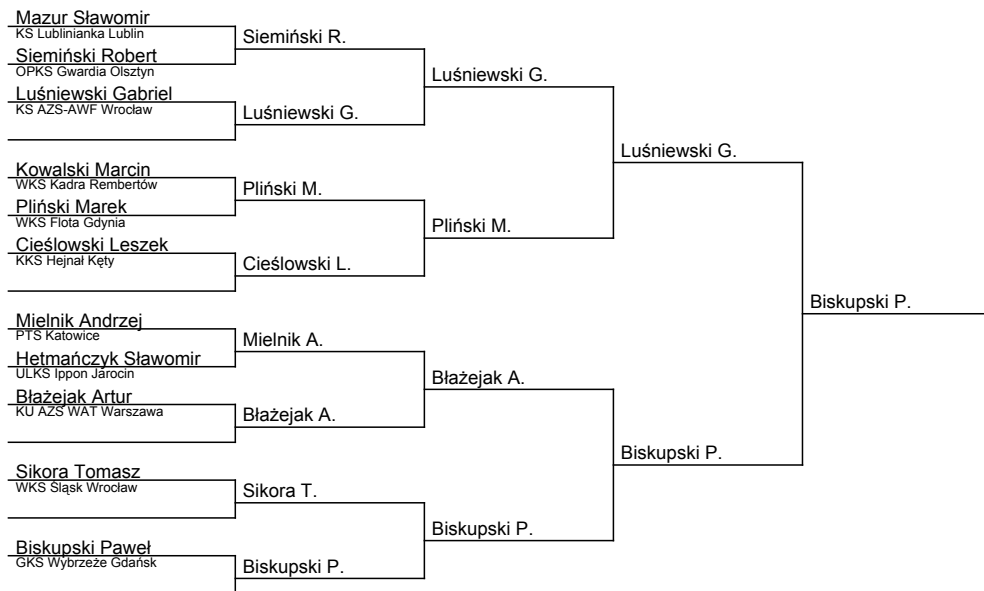 Mazur Sławomir
KS Lublinianka Lublin
Siemiński Robert
OPKS Gwardia Olsztyn
Luśniewski Gabriel
KS AZS-AWF Wrocław
Kowalski Marcin
WKS Kadra Rembertów
Pliński Marek
WKS Flota Gdynia
Cieślowski Leszek
KKS Hejnał Kęty
Mielnik Andrzej
PTS Katowice
Hetmańczyk Sławomir
ULKS Ippon Jarocin
Błażejak Artur
KU AZS WAT Warszawa
Sikora Tomasz
WKS Śląsk Wrocław
Biskupski Paweł
GKS Wybrzeże Gdańsk
Siemiński R.
Luśniewski G.
Pliński M.
Cieślowski L.
Mielnik A.
Błażejak A.
Sikora T.
Biskupski P.
Luśniewski G.
Pliński M.
Błażejak A.
Biskupski P.
Luśniewski G.
Biskupski P.
Biskupski P.